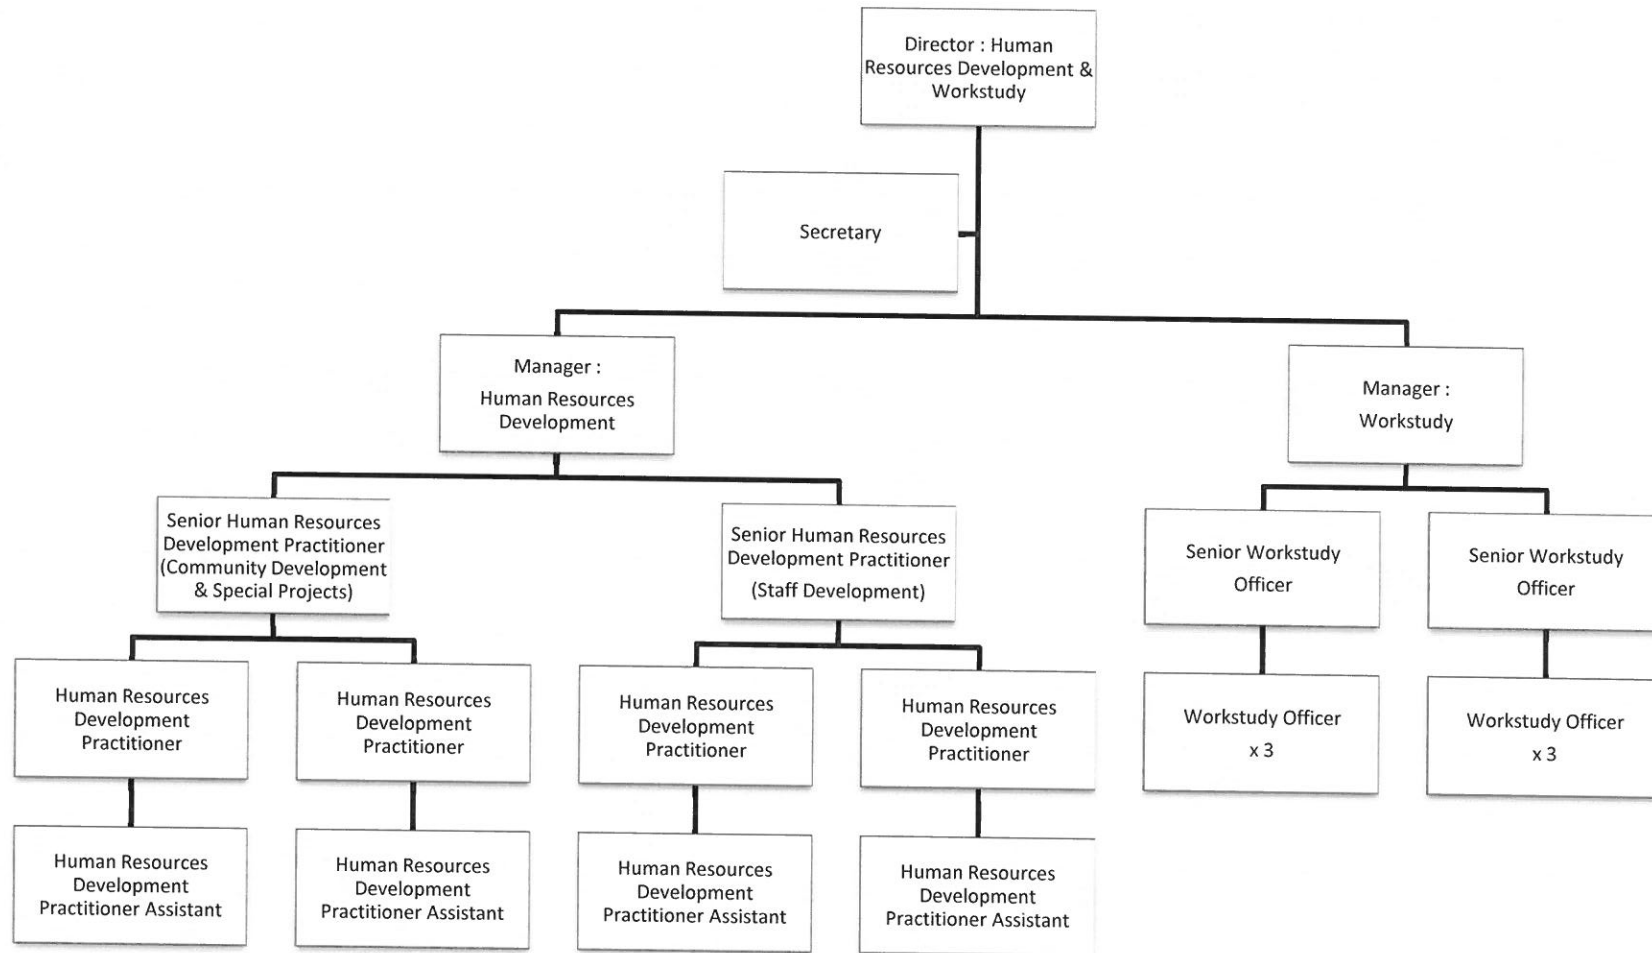 Director : Human
Resources Development &
Workstudy
Secretary
Manager :
Human Resources
Development
Manager :
Workstudy
Senior Human Resources
Development Practitioner
(Community Development
& Special Projects)
Senior Human Resources
Development Practitioner
(Staff Development)
Senior Workstudy
Officer
Senior Workstudy
Officer
Human Resources
Development
Practitioner
Human Resources
Development
Practitioner
Human Resources
Development
Practitioner
Human Resources
Development
Practitioner
Workstudy Officer
x 3
Workstudy Officer
x 3
Human Resources
Development
Practitioner Assistant
Human Resources
Development
Practitioner Assistant
Human Resources
Development
Practitioner Assistant
Human Resources
Development
Practitioner Assistant